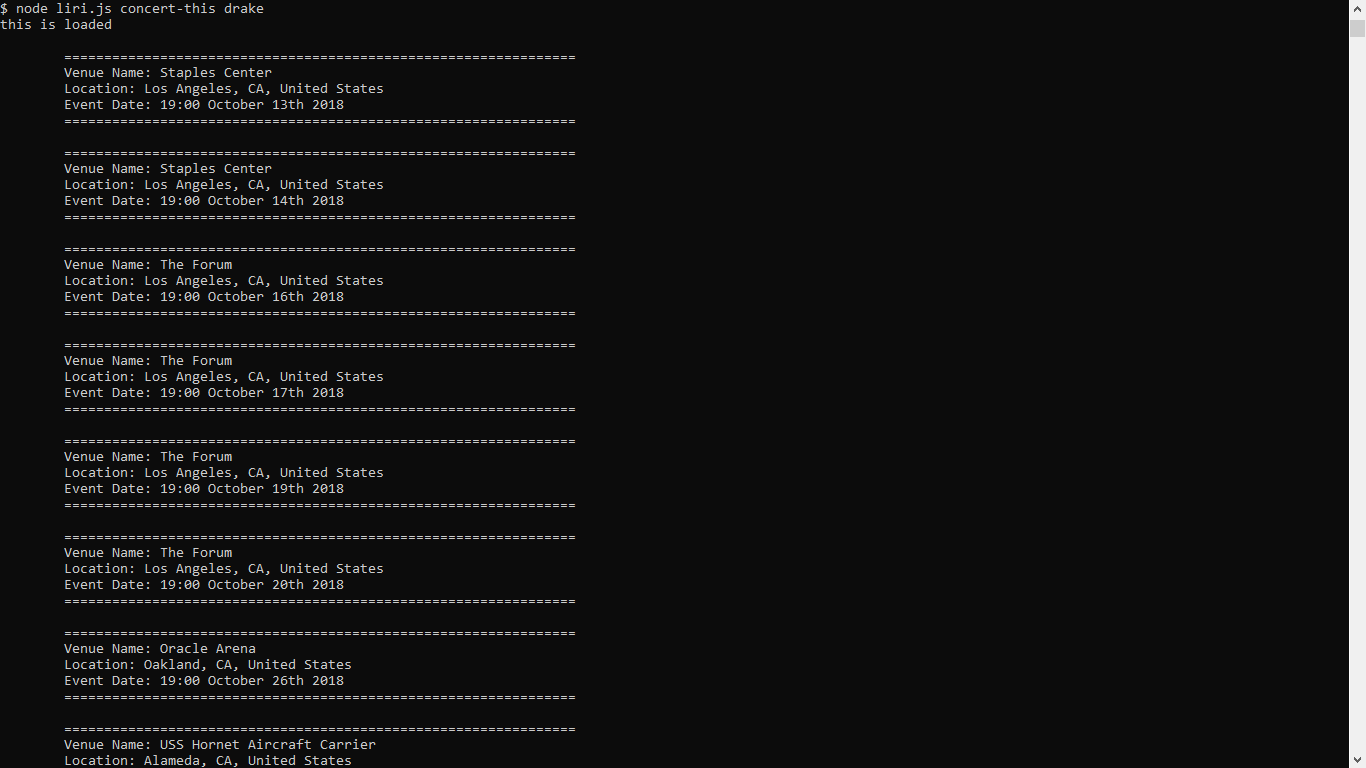 $ node liri.js concert-this drake
this is loaded
================================================================
Venue Name: Staples Center
Location: Los Angeles, CA, United States
Event Date: 19:00 October 13th 2018
================================================================
================================================================
Venue Name: Staples Center
Location: Los Angeles, CA, United States
Event Date: 19:00 October 14th 2018
================================================================
================================================================
Venue Name: The Forum
Location: Los Angeles, CA, United States
Event Date: 19:00 October 16th 2018
================================================================
================================================================
Venue Name: The Forum
Location: Los Angeles, CA, United States
Event Date: 19:00 October 17th 2018
================================================================
================================================================
Venue Name: The Forum
Location: Los Angeles, CA, United States
Event Date: 19:00 October 19th 2018
================================================================
================================================================
Venue Name: The Forum
Location: Los Angeles, CA, United States
Event Date: 19:00 October 20th 2018
================================================================
================================================================
Venue Name: Oracle Arena
Location: Oakland, CA, United States
Event Date: 19:00 October 26th 2018
================================================================
================================================================
Venue Name: USS Hornet Aircraft Carrier
Location: Alameda, CA, United States